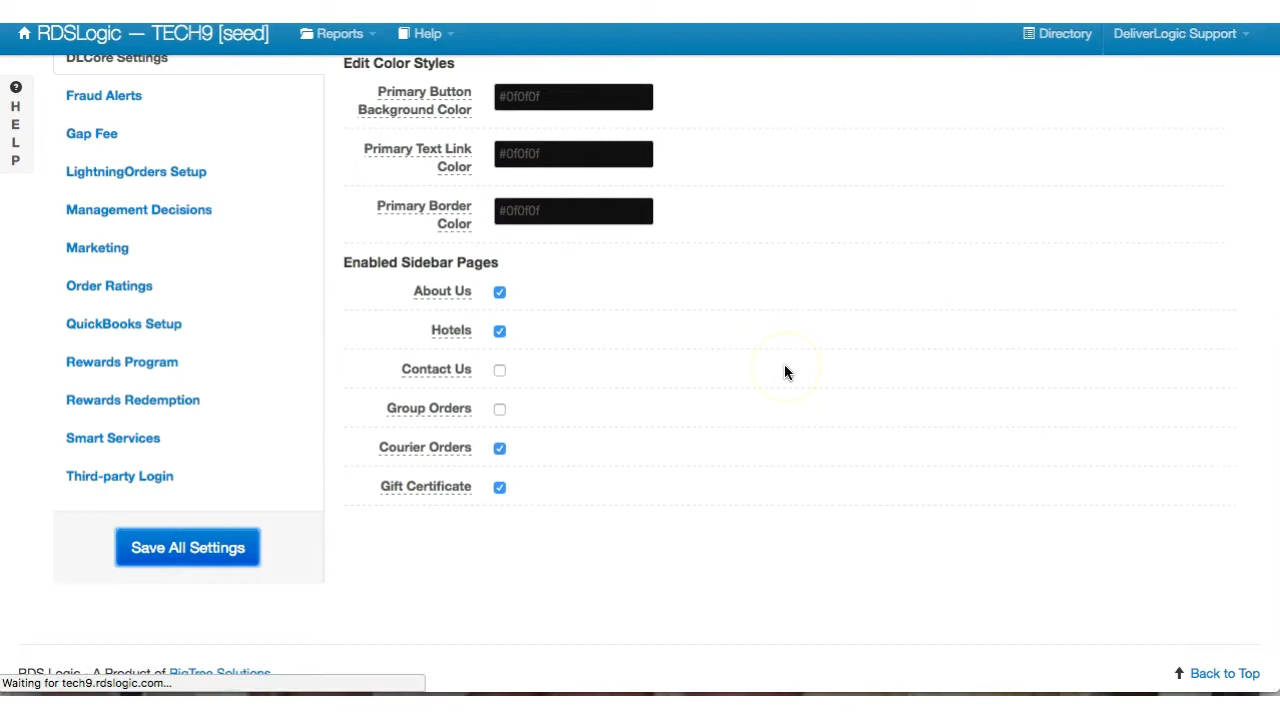 RDSLogic — TECH9 [seed]
Reports
Help
Directory
DeliverLogic Support
HELP
DLCore Settings
Fraud Alerts
Gap Fee
LightningOrders Setup
Management Decisions
Marketing
Order Ratings
QuickBooks Setup
Rewards Program
Rewards Redemption
Smart Services
Third-party Login
Save All Settings
Edit Color Styles
Primary Button
Background Color
#0f0f0f
Primary Text Link
Color
#0f0f0f
Primary Border
Color
#0f0f0f
Enabled Sidebar Pages
About Us
Hotels
Contact Us
Group Orders
Courier Orders
Gift Certificate
RDS Logic - A Product of BigTree Solutions
Back to Top
Waiting for tech9.rdslogic.com...